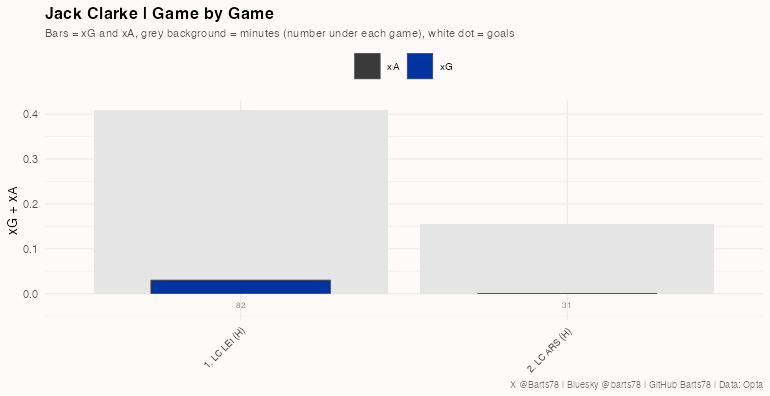 Jack Clarke | Game by Game
Bars = xG and xA, grey background = minutes (number under each game), white dot = goals
xA xG
xG + xA
0.4
0.3
0.2
0.1
0.0
82 31
1. LC LEI (H) 2. LC ARS (H)
X @Barts78 | Bluesky @barts78 | GitHub Barts78 | Data: Opta